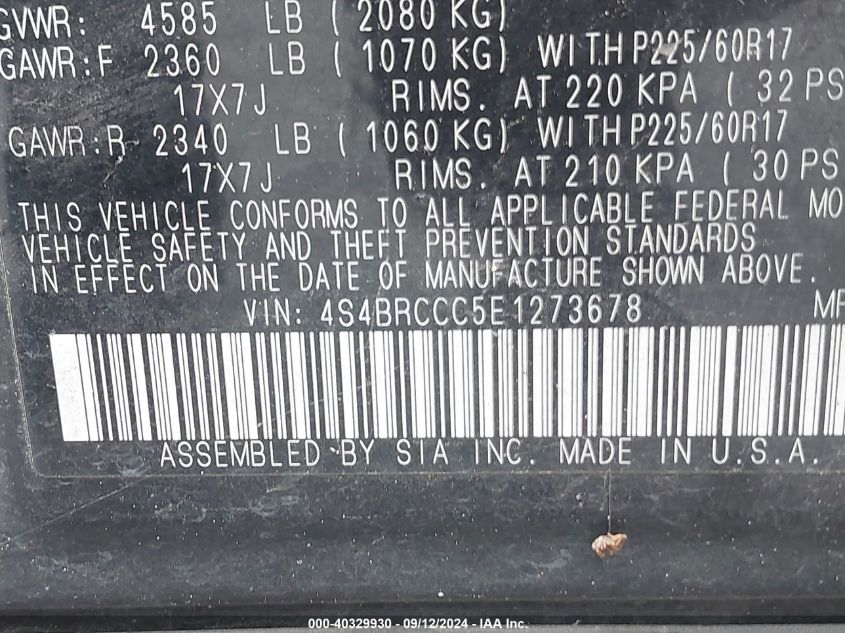 GVWR: 4585 LB ( 2080 KG)
GAWR:F 2360 LB ( 1070 KG) WITH P225/60R17
17X7J RIMS. AT 220 KPA ( 32 PS
GAWR:R 2340 LB ( 1060 KG) WITH P225/60R17
17X7J RIMS. AT 210 KPA ( 30 PS
THIS VEHICLE CONFORMS TO ALL APPLICABLE FEDERAL MO
VEHICLE SAFETY AND THEFT PREVENTION STANDARDS
IN EFFECT ON THE DATE OF MANUFACTURE SHOWN ABOVE.
VIN: 4S4BRCCC5E1273678 MF
ASSEMBLED BY SIA INC. MADE IN U.S.A.
000-40329930 - 09/12/2024 - IAA Inc.